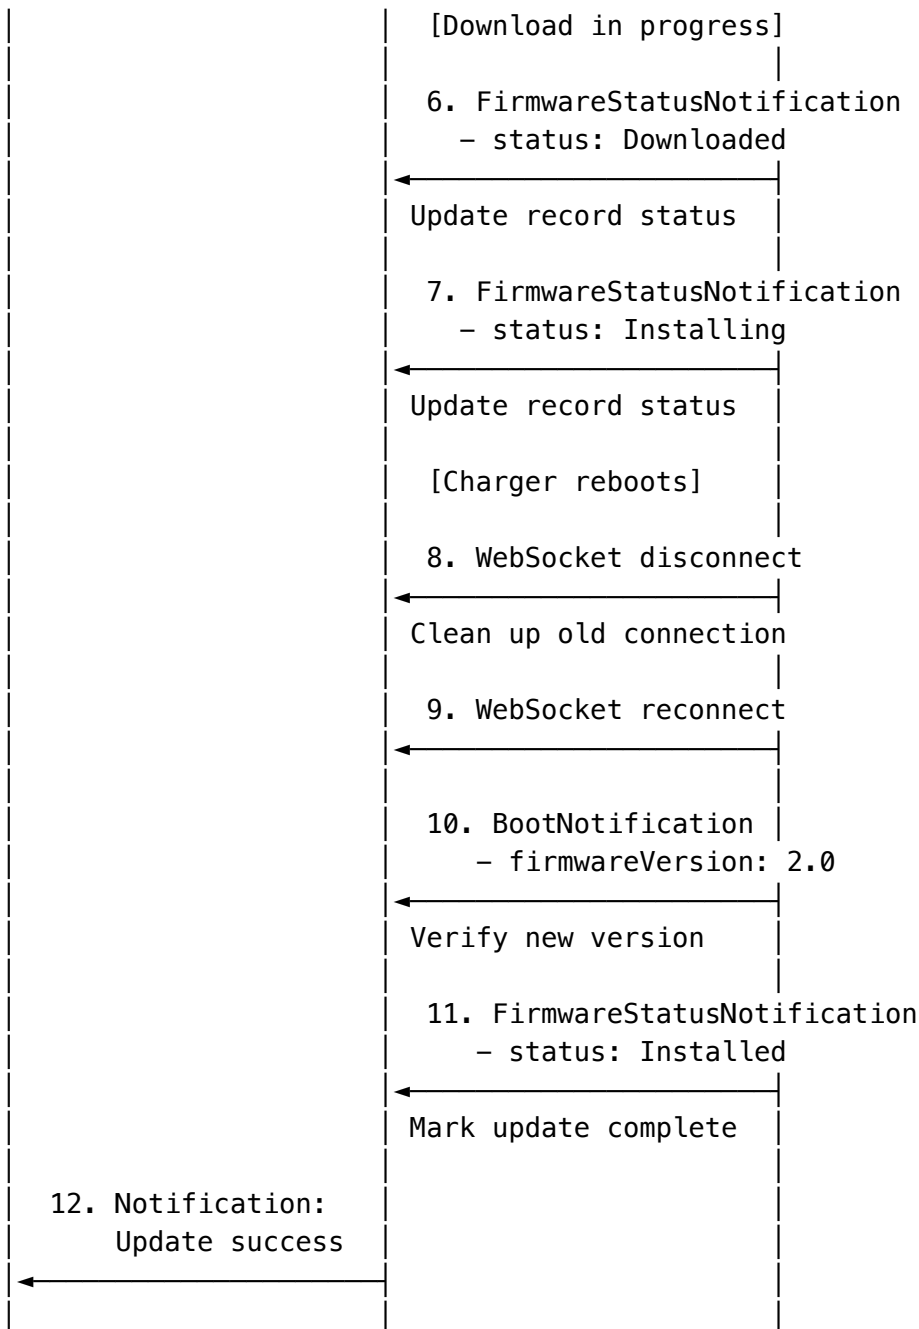 [Download in progress]
6. FirmwareStatusNotification
– status: Downloaded
Update record status
7. FirmwareStatusNotification
– status: Installing
Update record status
[Charger reboots]
8. WebSocket disconnect
Clean up old connection
9. WebSocket reconnect
10. BootNotification
– firmwareVersion: 2.0
Verify new version
11. FirmwareStatusNotification
– status: Installed
Mark update complete
12. Notification:
Update success